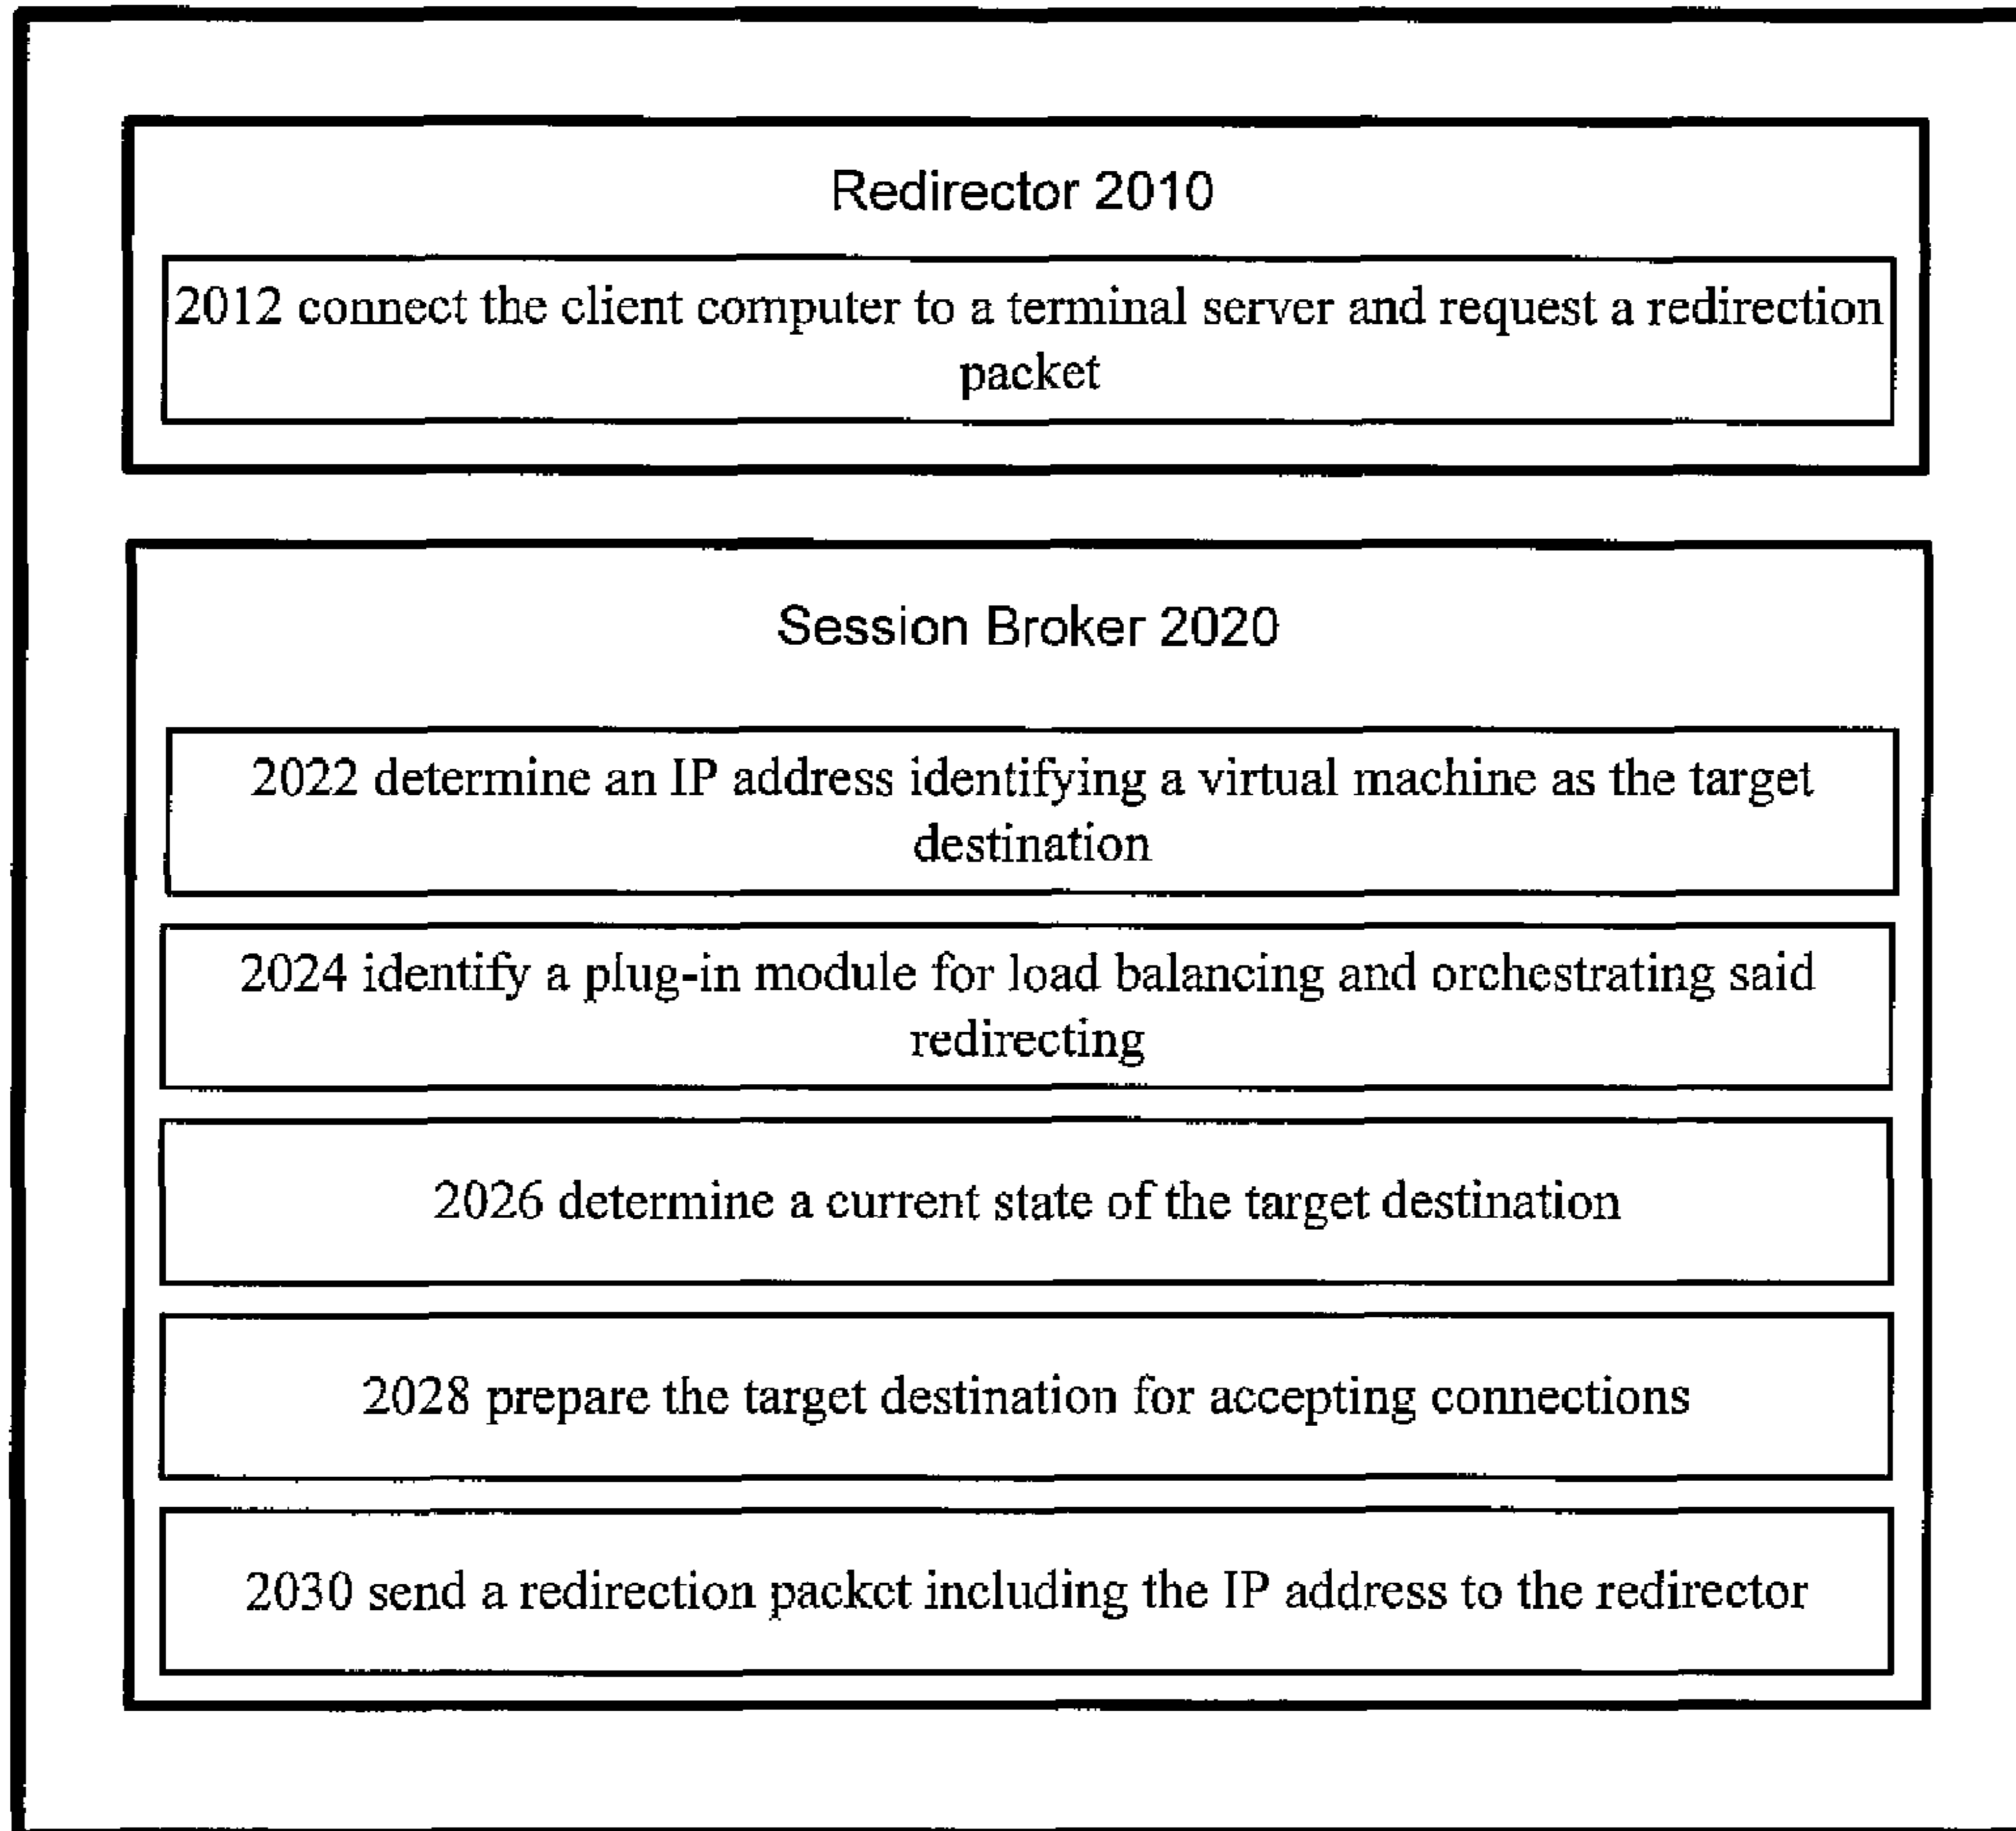 Redirector 2010
2012 connect the client computer to a terminal server and request a redirection
packet
Session Broker 2020
2022 determine an IP address identifying a virtual machine as the target
destination
2024 identify a plug-in module for load balancing and orchestrating said
redirecting
2026 determine a current state of the target destination
2028 prepare the target destination for accepting connections
2030 send a redirection packet including the IP address to the redirector